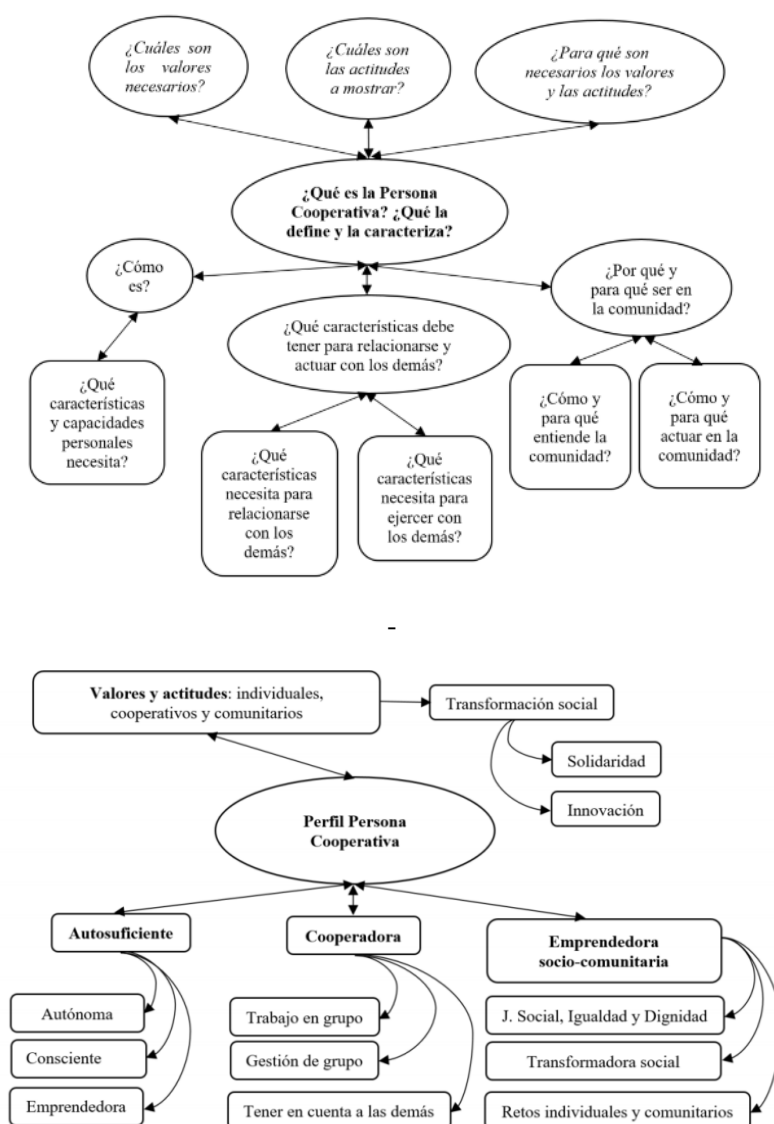 ¿Cuáles son
los valores
necesarios?
¿Cuáles son
las actitudes
a mostrar?
¿Para qué son
necesarios los valores
y las actitudes?
¿Qué es la Persona
Cooperativa? ¿Qué la
define y la caracteriza?
¿Cómo
es?
¿Por qué y
para qué ser en
la comunidad?
¿Qué características debe
tener para relacionarse y
actuar con los demás?
¿Qué
características
y capacidades
personales
necesita?
¿Cómo y
para qué
entiende la
comunidad?
¿Cómo y
para qué
actuar en la
comunidad?
¿Qué
características
necesita para
relacionarse
con los
demás?
¿Qué
características
necesita para
ejercer con
los demás?
-
Valores y actitudes: individuales,
cooperativos y comunitarios
Transformación social
Solidaridad
Innovación
Perfil Persona
Cooperativa
Autosuficiente
Cooperadora
Emprendedora
socio-comunitaria
Autónoma
Trabajo en grupo
J. Social, Igualdad y Dignidad
Consciente
Gestión de grupo
Transformadora social
Emprendedora
Tener en cuenta a las demás
Retos individuales y comunitarios